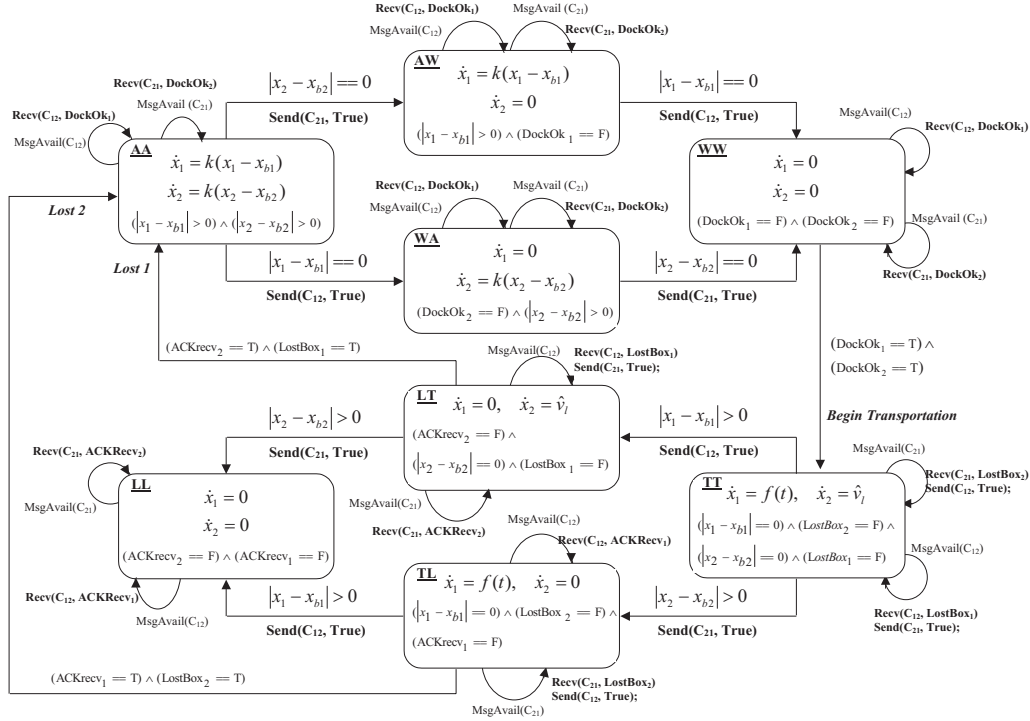 Recv(C12, DockOk1)
MsgAvail(C12)
MsgAvail (C21)
Recv(C21, DockOk2)
AW
ẋ1 = k(x1 − xb1)
ẋ2 = 0
(|x1 − xb1| > 0) ∧ (DockOk 1 = F)
|x2 − xb2| == 0
Send(C21, True)
|x1 − xb1| == 0
Send(C12, True)
Recv(C21, DockOk2)
MsgAvail (C21)
Recv(C12, DockOk1)
MsgAvail(C12)
AA
ẋ1 = k(x1 − xb1)
ẋ2 = k(x2 − xb2)
(|x1 − xb1| > 0) ∧ (|x2 − xb2| > 0)
MsgAvail(C12)
Recv(C12, DockOk1)
WW
ẋ1 = 0
ẋ2 = 0
(DockOk1 == F) ∧ (DockOk2 == F)
MsgAvail (C21)
Recv(C21, DockOk2)
Recv(C12, DockOk1)
MsgAvail(C12)
MsgAvail (C21)
Recv(C21, DockOk2)
WA
ẋ1 = 0
ẋ2 = k(x2 − xb2)
(DockOk2 == F) ∧ (|x2 − xb2| > 0)
Lost 2
Lost 1
|x1 − xb1| == 0
Send(C12, True)
|x2 − xb2| == 0
Send(C21, True)
(ACKrecv2 == T) ∧ (LostBox1 == T)
(DockOk1 == T) ∧
(DockOk2 == T)
Begin Transportation
MsgAvail(C12)
Recv(C12, LostBox1)
Send(C21, True);
LT
ẋ1 = 0, ẋ2 = v̂l
(ACKrecv2 = F) ∧
(|x2 − xb2| == 0) ∧ (LostBox 1 = F)
MsgAvail(C21)
Recv(C21, ACKRecv2)
|x2 − xb2| > 0
Send(C21, True)
|x1 − xb1| > 0
Send(C12, True)
Recv(C21, ACKRecv2)
MsgAvail(C21)
LL
ẋ1 = 0
ẋ2 = 0
(ACKrecv2 = F) ∧ (ACKrecv1 = F)
Recv(C12, ACKRecv1)
MsgAvail(C12)
MsgAvail(C21)
Recv(C21, LostBox2)
Send(C12, True);
TT
ẋ1 = f(t), ẋ2 = v̂l
(|x1 − xb1| == 0) ∧ (LostBox2 = F) ∧
(|x2 − xb2| == 0) ∧ (LostBox1 = F)
MsgAvail(C12)
Recv(C12, LostBox1)
Send(C21, True);
MsgAvail(C12)
Recv(C12, ACKRecv1)
TL
ẋ1 = f(t), ẋ2 = 0
(|x1 − xb1| == 0) ∧ (LostBox 2 = F) ∧
(ACKrecv1 = F)
|x1 − xb1| > 0
Send(C12, True)
|x2 − xb2| > 0
Send(C21, True)
(ACKrecv1 == T) ∧ (LostBox2 == T)
Recv(C21, LostBox2)
Send(C12, True);
MsgAvail(C21)